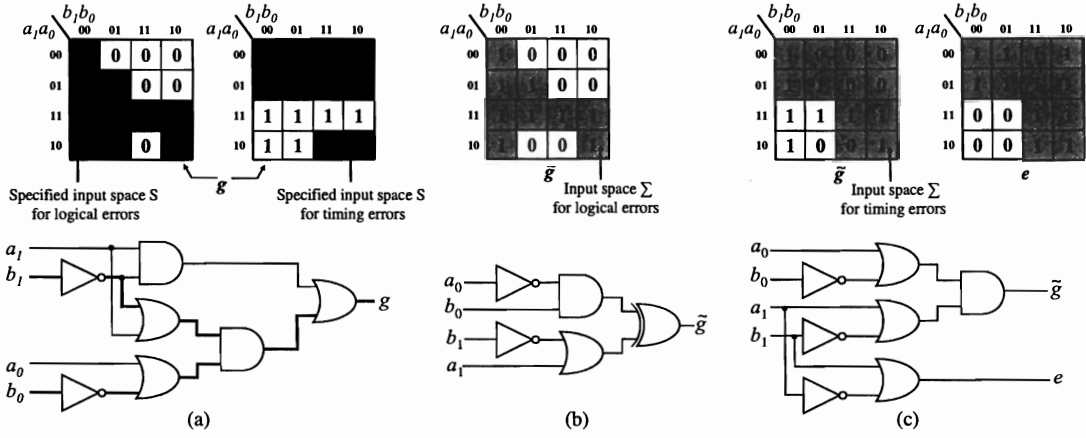 b₁b₀
a₁a₀
00 01 11 10
00 0 0 0
01 0 0
11
10 0
Specified input space S
for logical errors
g
b₁b₀
00 01 11 10
00
01
11 1 1 1 1
10 1 1
Specified input space S
for timing errors
b₁b₀
a₁a₀
00 01 11 10
00 0 0 0
01 0 0
11
10 0 0
g̃
Input space Σ
for logical errors
b₁b₀
a₁a₀
00 01 11 10
00
01
11 1 1
10 1 0
g̃
Input space Σ
for timing errors
b₁b₀
a₁a₀
00 01 11 10
00
01
11 0 0
10 0 0
e
a₁
b₁
a₀
b₀
g
(a)
a₀
b₀
b₁
a₁
g̃
(b)
a₀
b₀
a₁
b₁
g̃
e
(c)